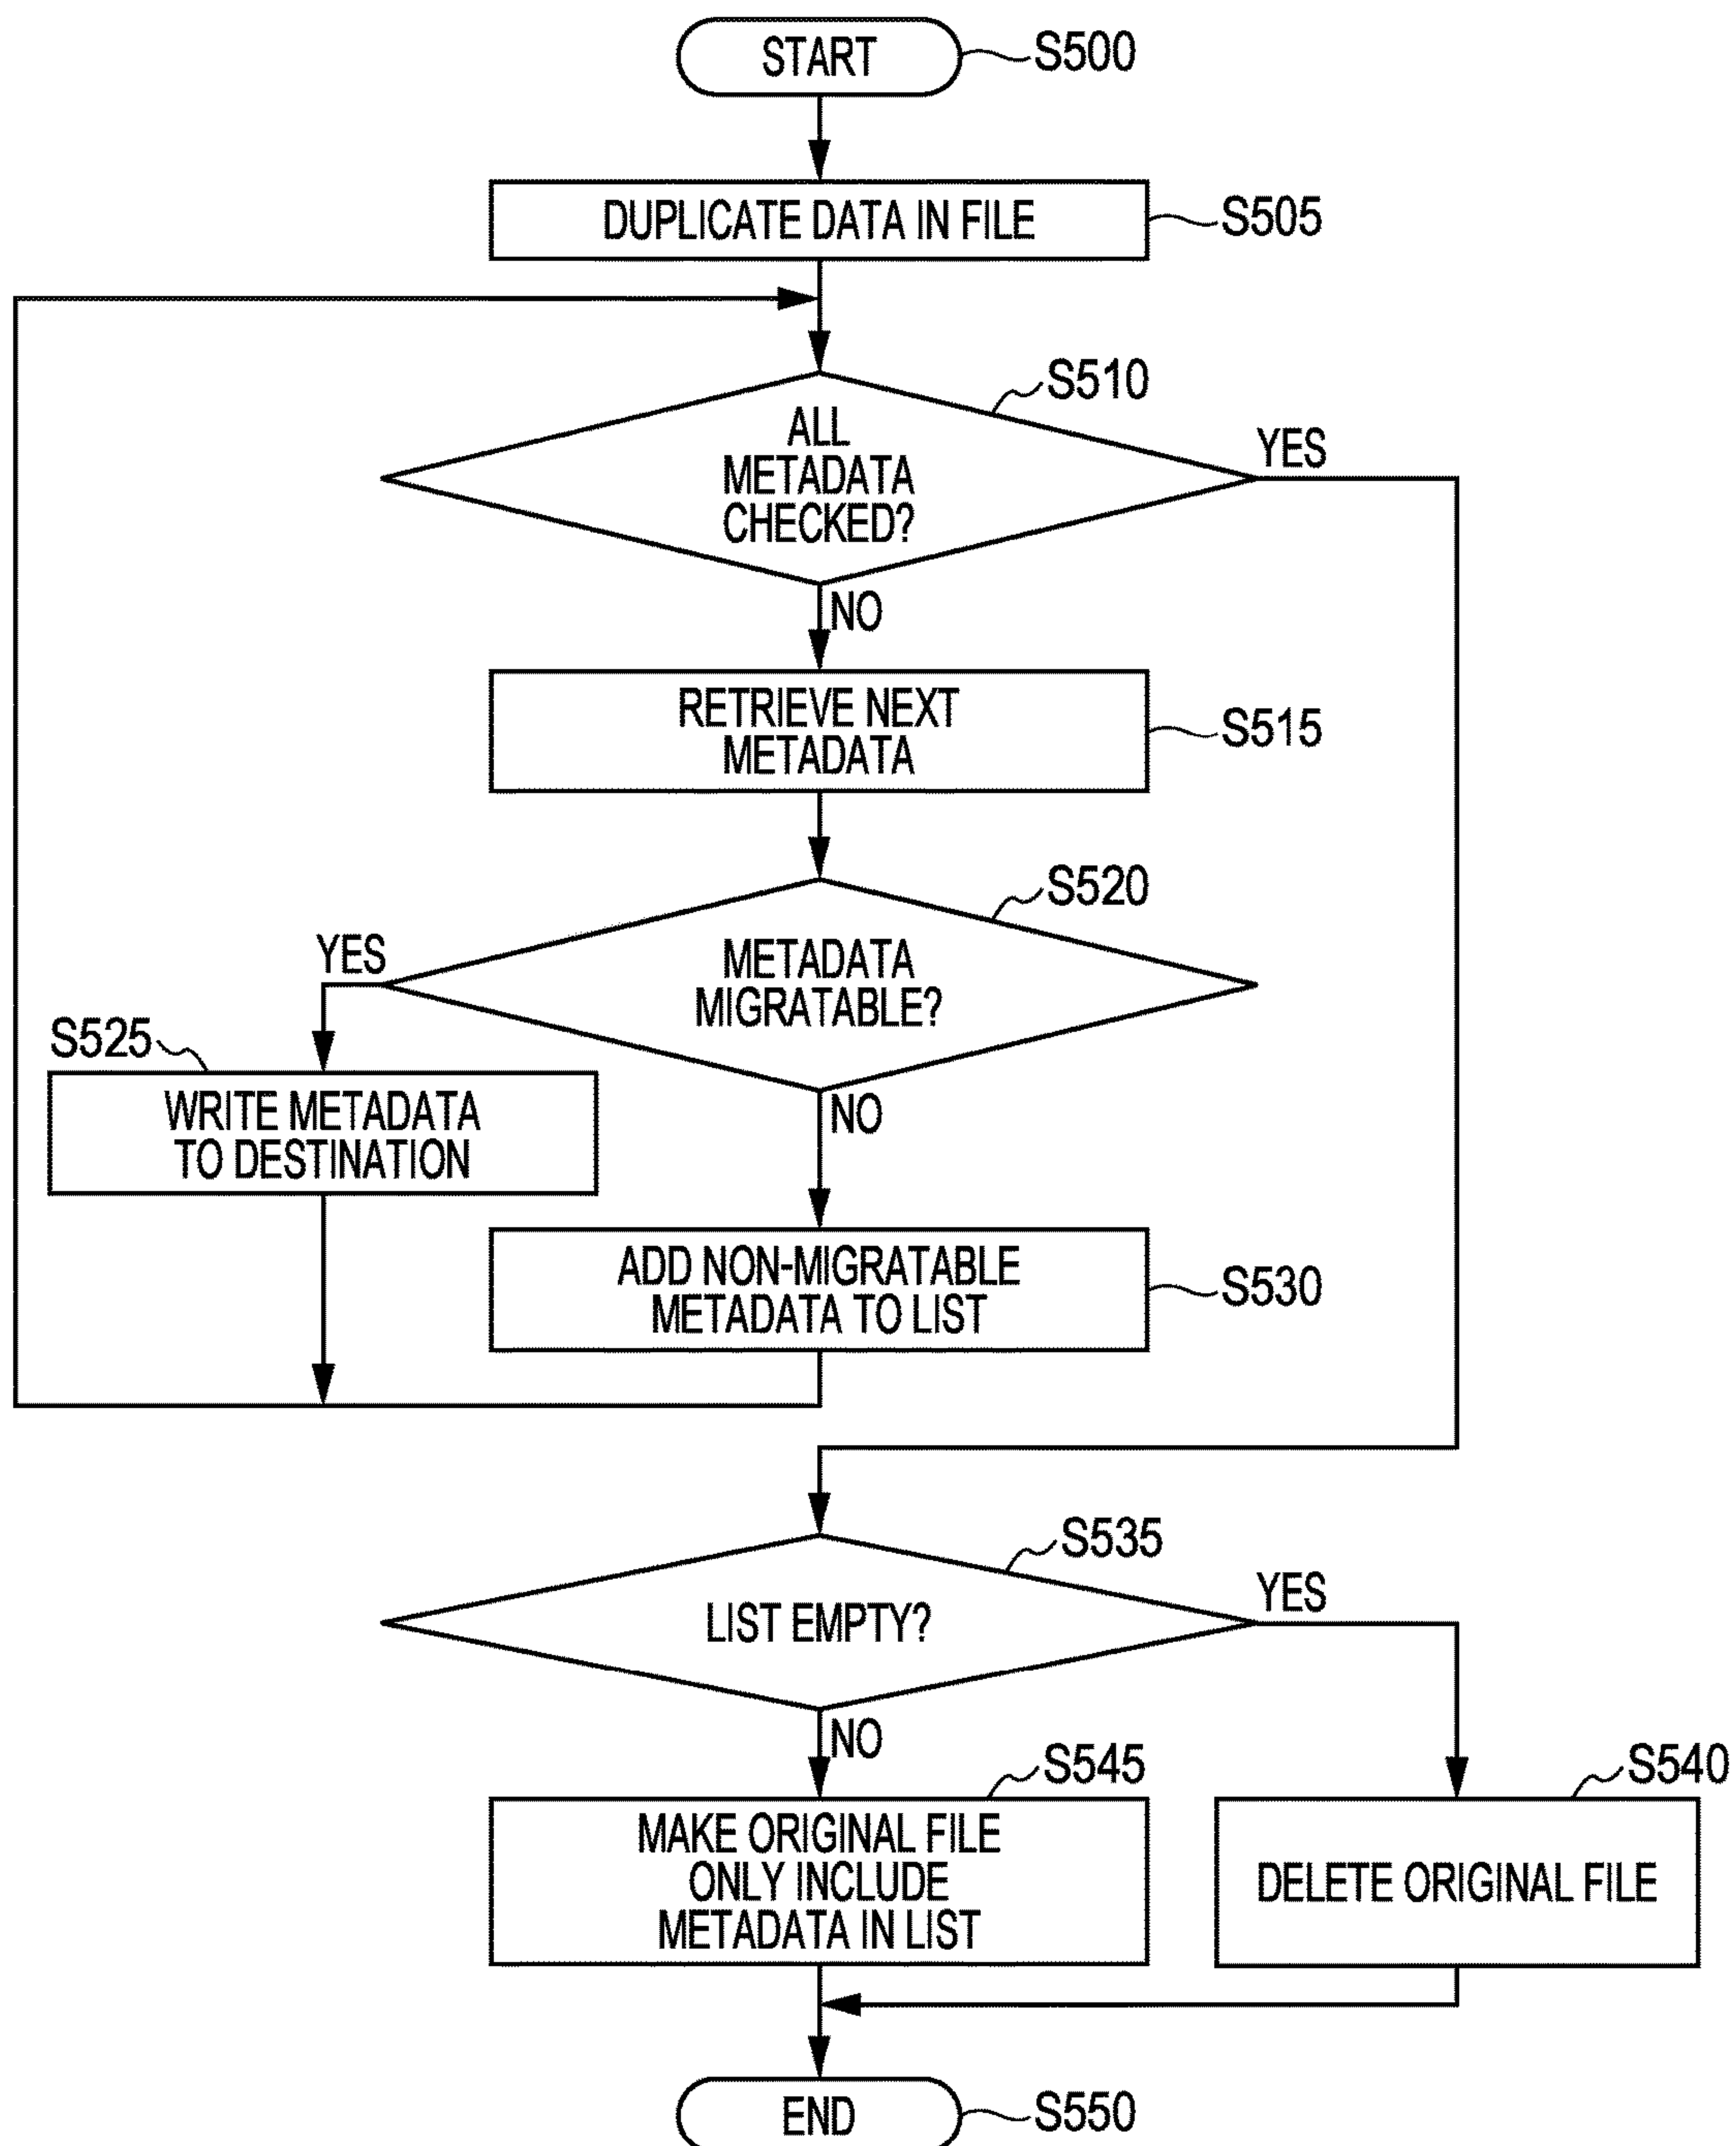 START
S500
DUPLICATE DATA IN FILE
S505
S510
ALL
METADATA
CHECKED?
YES
NO
RETRIEVE NEXT
METADATA
S515
S520
METADATA
MIGRATABLE?
YES
NO
S525
WRITE METADATA
TO DESTINATION
ADD NON-MIGRATABLE
METADATA TO LIST
S530
S535
LIST EMPTY?
YES
NO
S545
S540
MAKE ORIGINAL FILE
ONLY INCLUDE
METADATA IN LIST
DELETE ORIGINAL FILE
END
S550